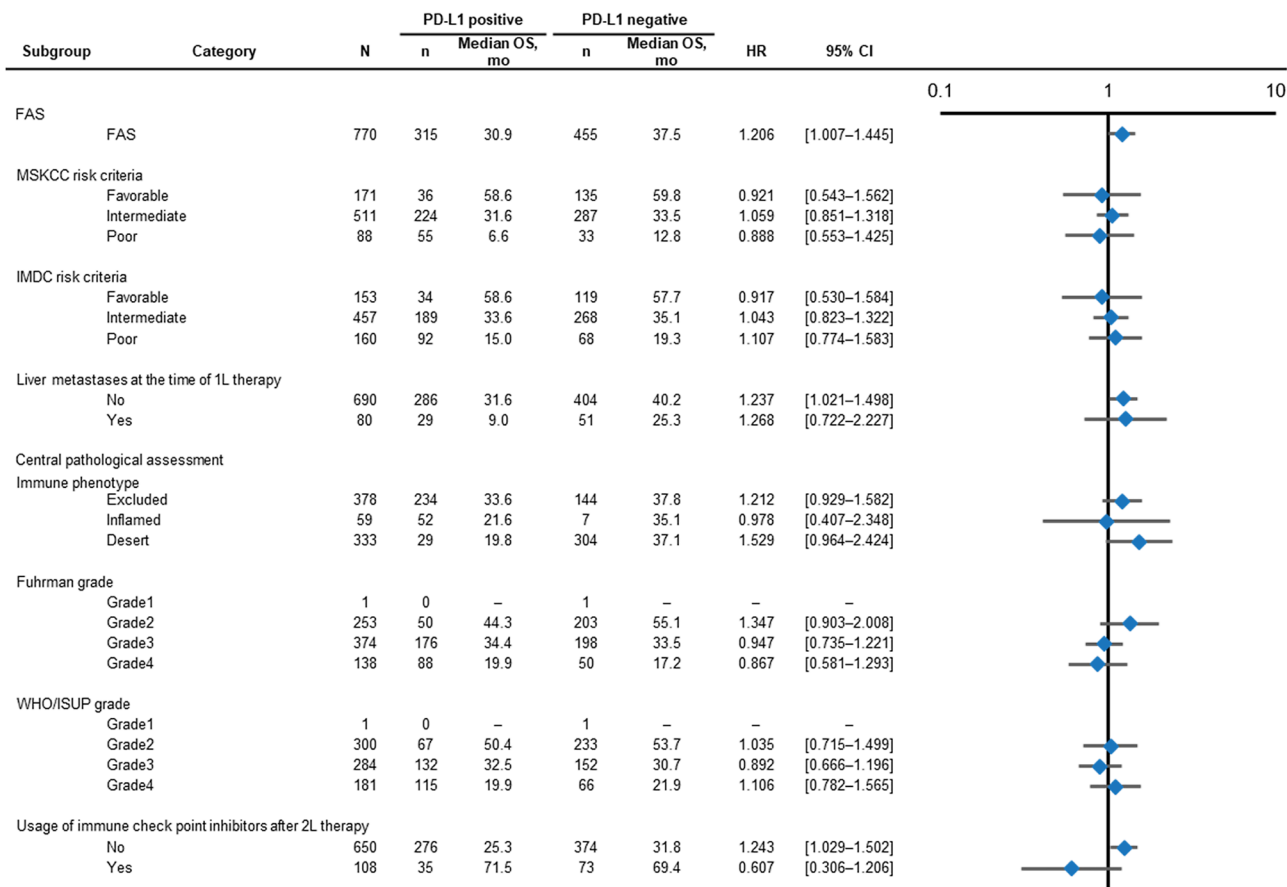 PD-L1 positive PD-L1 negative
Subgroup Category N n Median OS, mo n Median OS, mo HR 95% CI
0.1 1 10
FAS
FAS 770 315 30.9 455 37.5 1.206 [1.007–1.445]
MSKCC risk criteria
Favorable 171 36 58.6 135 59.8 0.921 [0.543–1.562]
Intermediate 511 224 31.6 287 33.5 1.059 [0.851–1.318]
Poor 88 55 6.6 33 12.8 0.888 [0.553–1.425]
IMDC risk criteria
Favorable 153 34 58.6 119 57.7 0.917 [0.530–1.584]
Intermediate 457 189 33.6 268 35.1 1.043 [0.823–1.322]
Poor 160 92 15.0 68 19.3 1.107 [0.774–1.583]
Liver metastases at the time of 1L therapy
No 690 286 31.6 404 40.2 1.237 [1.021–1.498]
Yes 80 29 9.0 51 25.3 1.268 [0.722–2.227]
Central pathological assessment
Immune phenotype
Excluded 378 234 33.6 144 37.8 1.212 [0.929–1.582]
Inflamed 59 52 21.6 7 35.1 0.978 [0.407–2.348]
Desert 333 29 19.8 304 37.1 1.529 [0.964–2.424]
Fuhrman grade
Grade1 1 0 – 1 – – –
Grade2 253 50 44.3 203 55.1 1.347 [0.903–2.008]
Grade3 374 176 34.4 198 33.5 0.947 [0.735–1.221]
Grade4 138 88 19.9 50 17.2 0.867 [0.581–1.293]
WHO/ISUP grade
Grade1 1 0 – 1 – – –
Grade2 300 67 50.4 233 53.7 1.035 [0.715–1.499]
Grade3 284 132 32.5 152 30.7 0.892 [0.666–1.196]
Grade4 181 115 19.9 66 21.9 1.106 [0.782–1.565]
Usage of immune check point inhibitors after 2L therapy
No 650 276 25.3 374 31.8 1.243 [1.029–1.502]
Yes 108 35 71.5 73 69.4 0.607 [0.306–1.206]